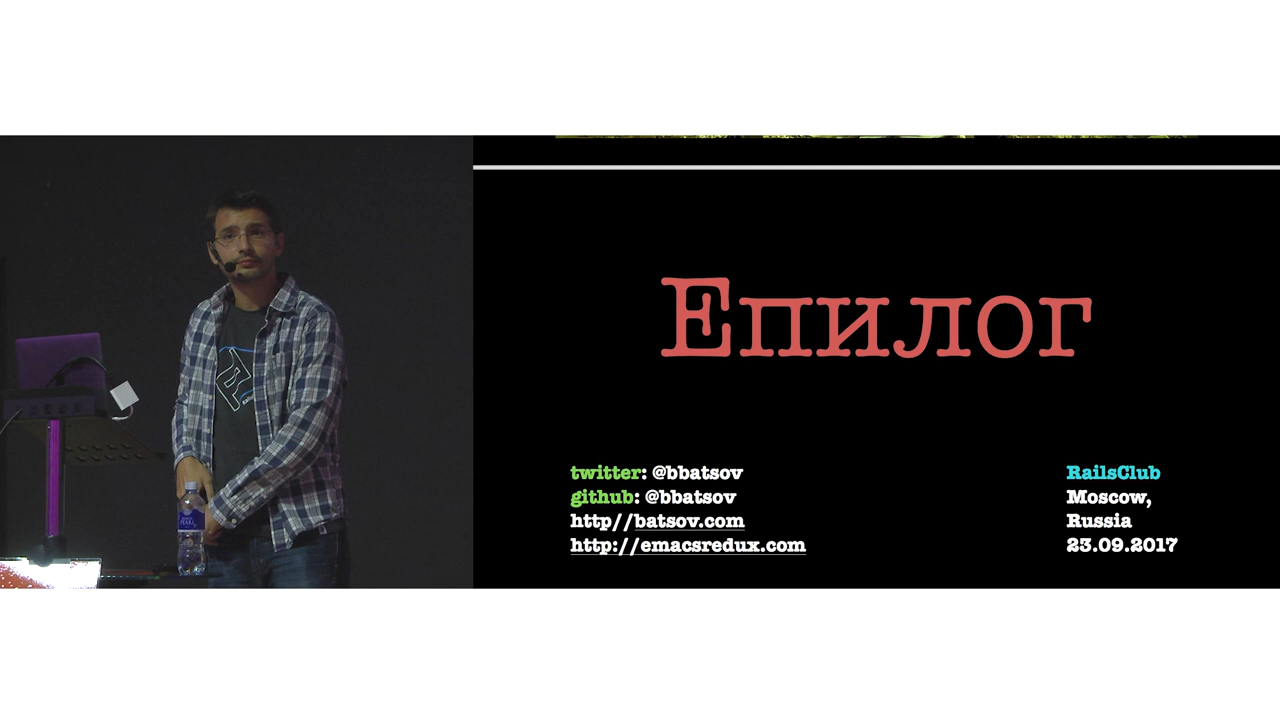 Епилог
twitter: @bbatsov
github: @bbatsov
http//batsov.com
http://emacsredux.com
RailsClub
Moscow,
Russia
23.09.2017